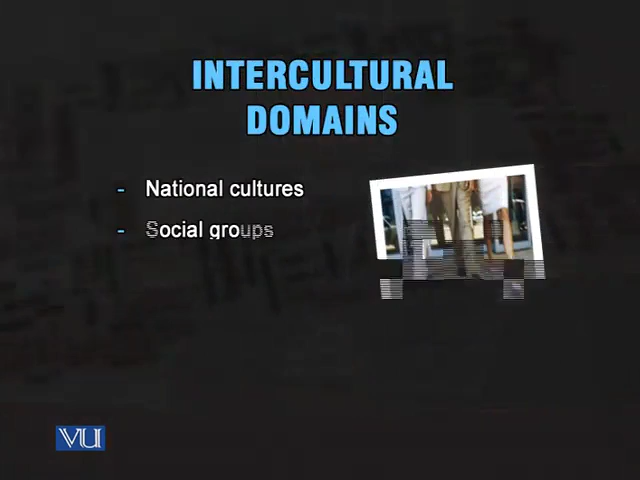 INTERCULTURAL
DOMAINS
- National cultures
- Social groups
VU